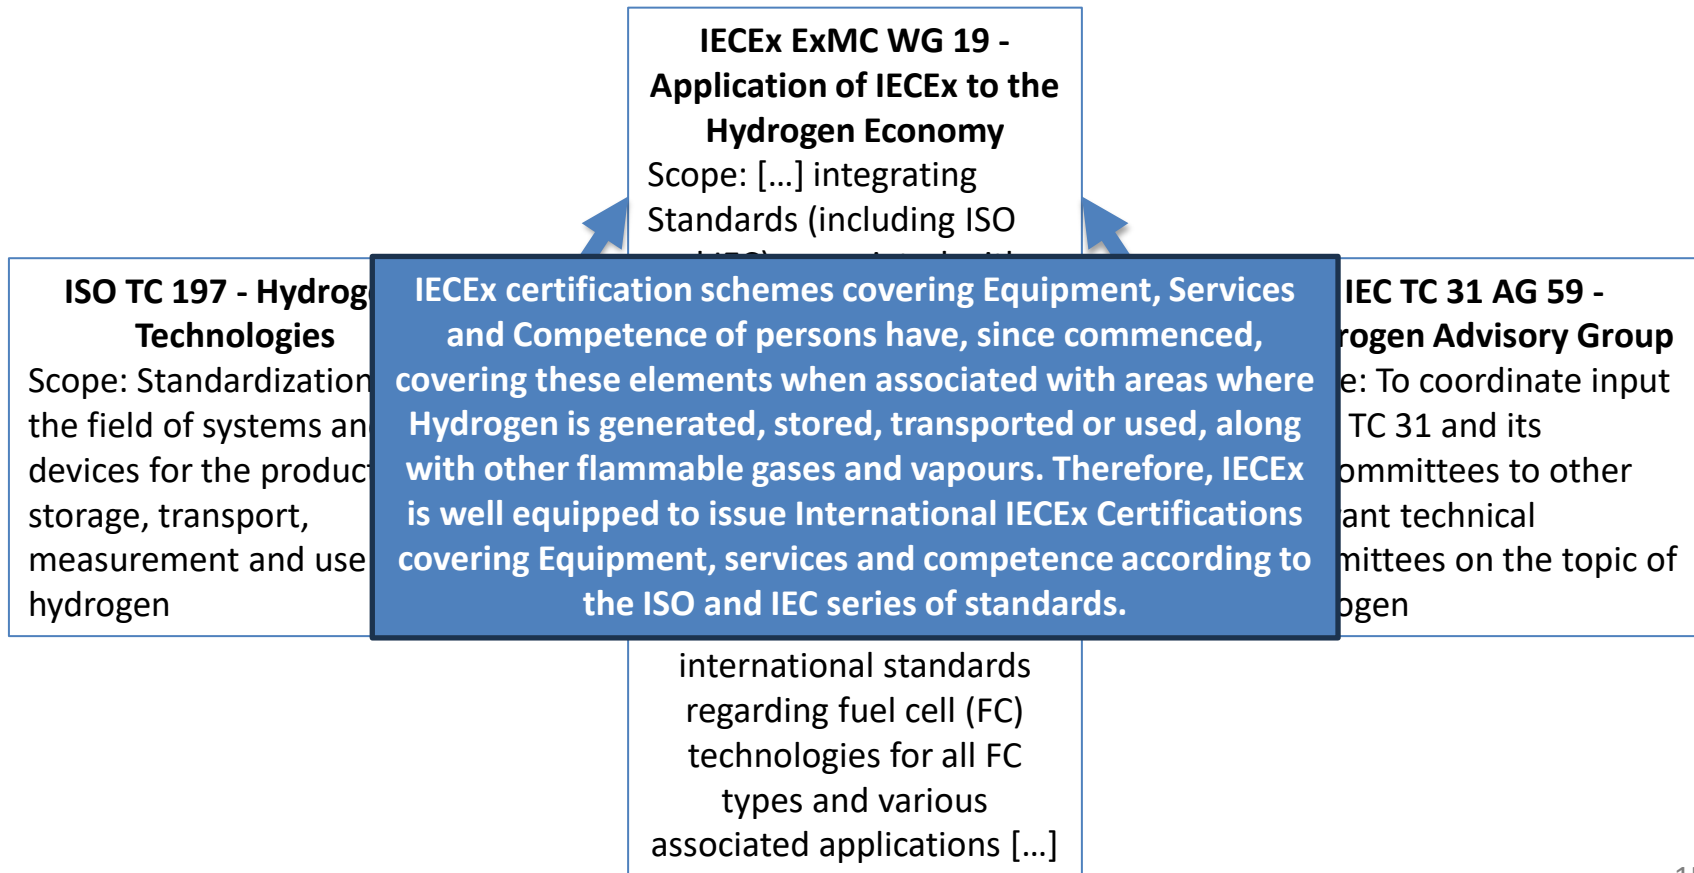 IECEx ExMC WG 19 -
Application of IECEx to the
Hydrogen Economy
Scope: […] integrating
Standards (including ISO
ISO TC 197 - Hydrog
Technologies
Scope: Standardization
the field of systems an
devices for the product
storage, transport,
measurement and use
hydrogen
IECEx certification schemes covering Equipment, Services
and Competence of persons have, since commenced,
covering these elements when associated with areas where
Hydrogen is generated, stored, transported or used, along
with other flammable gases and vapours. Therefore, IECEx
is well equipped to issue International IECEx Certifications
covering Equipment, services and competence according to
the ISO and IEC series of standards.
IEC TC 31 AG 59 -
rogen Advisory Group
e: To coordinate input
TC 31 and its
ommittees to other
ant technical
mittees on the topic of
ogen
international standards
regarding fuel cell (FC)
technologies for all FC
types and various
associated applications […]